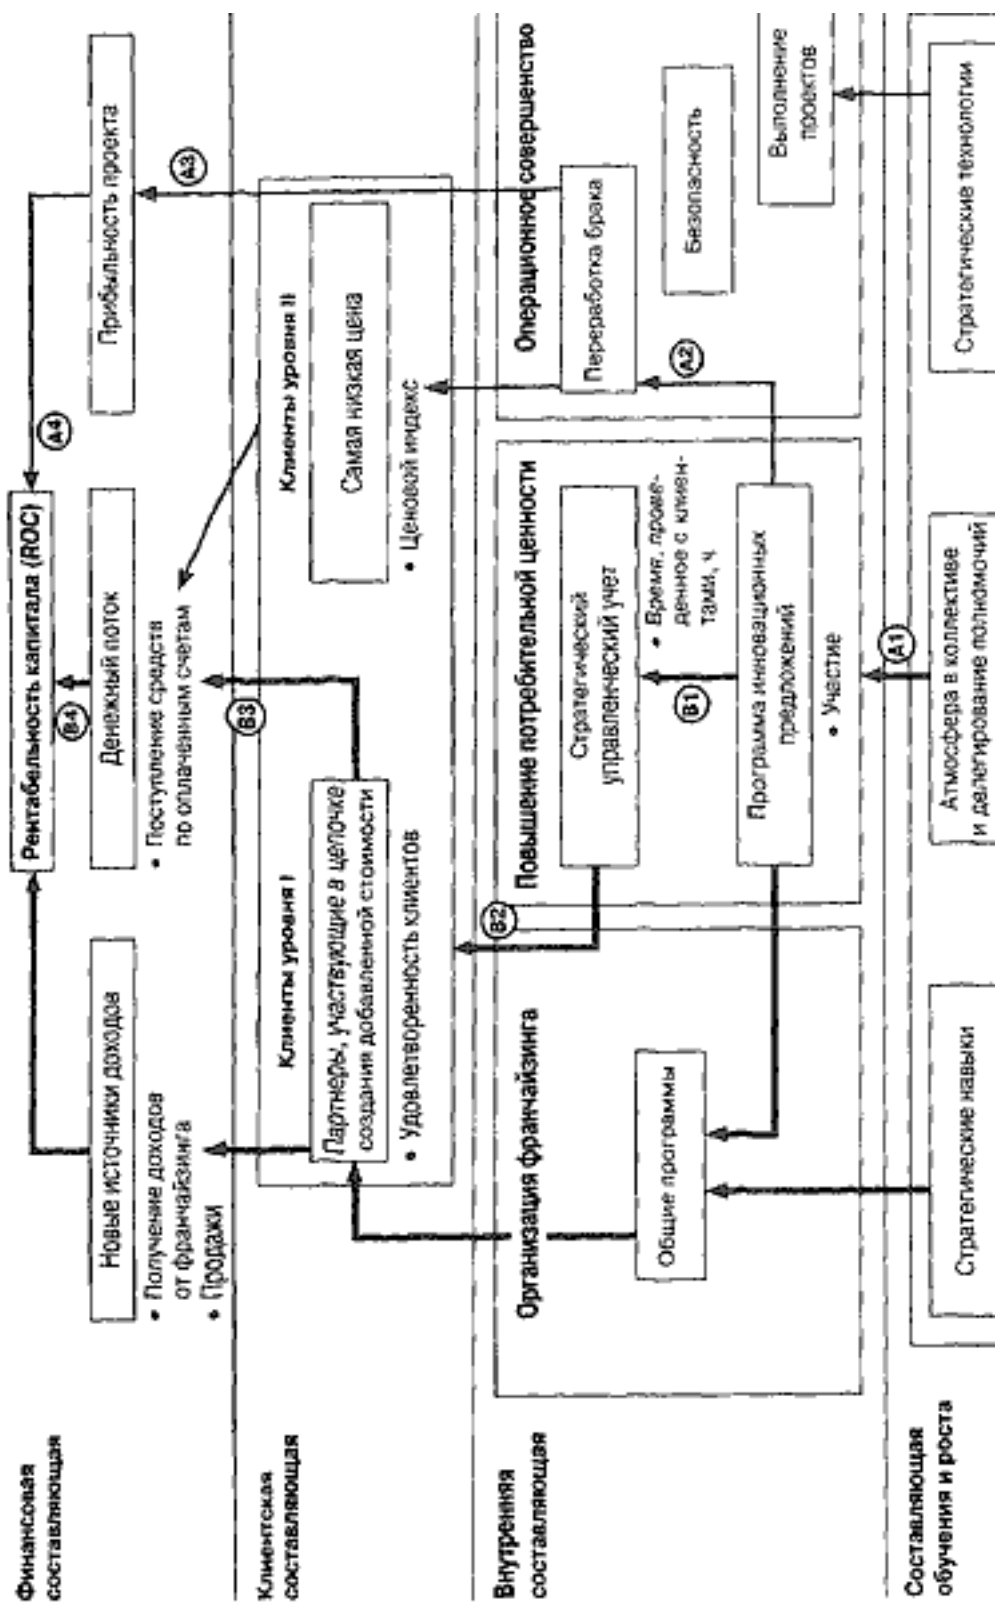 Финансовая
составляющая
Рентабельность капитала (ROC)
B4
A4
Новые источники доходов
Денежный поток
Прибыльность проекта
• Получение доходов
от франчайзинга
• Продажи
• Поступление средств
по оплаченным счетам
A3
B3
Клиентская
составляющая
Клиенты уровня I
Клиенты уровня II
Партнеры, участвующие в цепочке
создания добавленной стоимости
Самая низкая цена
• Удовлетворенность клиентов
• Ценовой индекс
B2
Внутренняя
составляющая
Организация франчайзинга
Повышение потребительной ценности
Операционное совершенство
Стратегический
управленческий учет
Переработка брака
• Время, прове-
денное с клиен-
тами, ч
B1
A2
Общие программы
Безопасность
Программа инновационных
предложений
Выполнение
проектов
• Участие
A1
Составляющая
обучения и роста
Стратегические навыки
Атмосфера в коллективе
и делегирование полномочий
Стратегические технологии